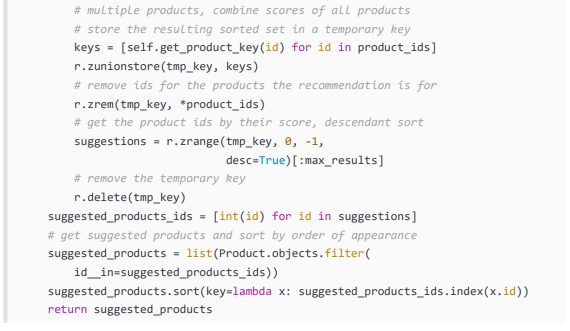 # multiple products, combine scores of all products
# store the resulting sorted set in a temporary key
keys = [self.get_product_key(id) for id in product_ids]
r.zunionstore(tmp_key, keys)
# remove ids for the products the recommendation is for
r.zrem(tmp_key, *product_ids)
# get the product ids by their score, descendant sort
suggestions = r.zrange(tmp_key, 0, -1,
desc=True)[:max_results]
# remove the temporary key
r.delete(tmp_key)
suggested_products_ids = [int(id) for id in suggestions]
# get suggested products and sort by order of appearance
suggested_products = list(Product.objects.filter(
id__in=suggested_products_ids))
suggested_products.sort(key=lambda x: suggested_products_ids.index(x.id))
return suggested_products